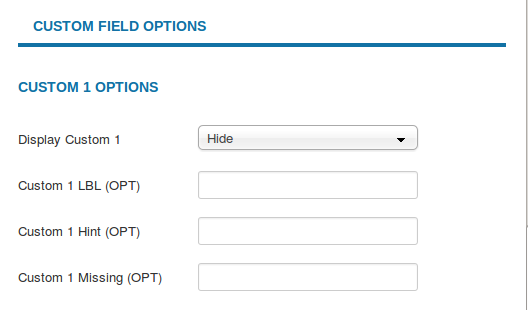 CUSTOM FIELD OPTIONS
CUSTOM 1 OPTIONS
Display Custom 1 Hide
Custom 1 LBL (OPT)
Custom 1 Hint (OPT)
Custom 1 Missing (OPT)